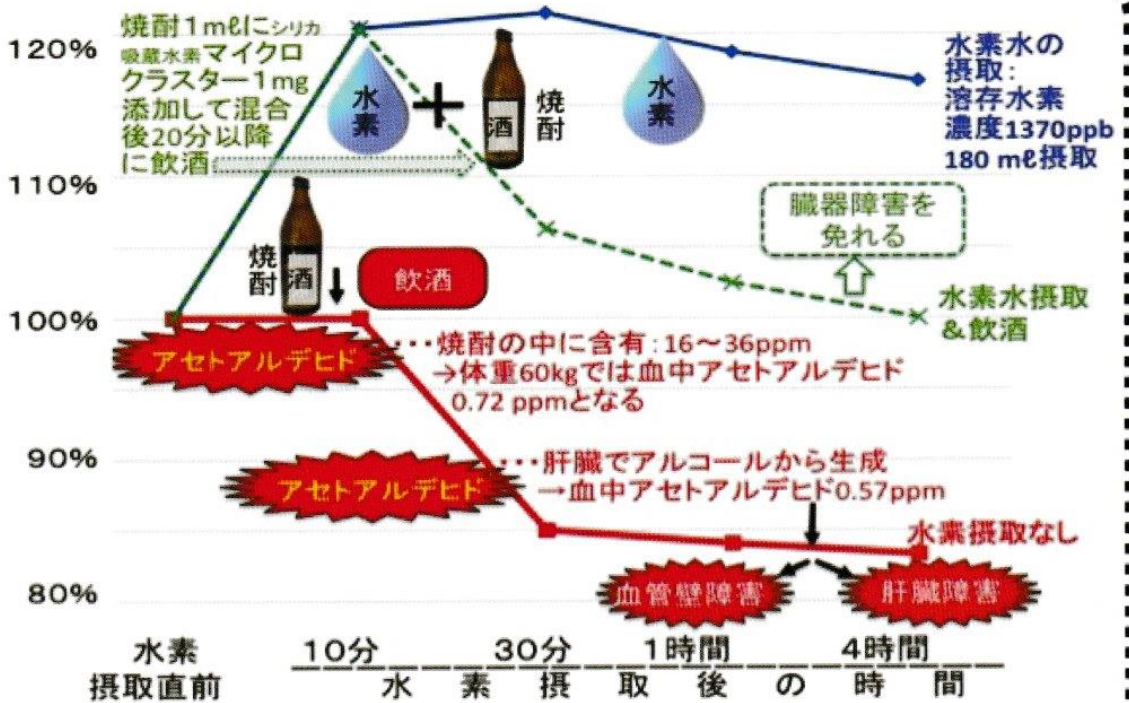 120%
110%
100%
90%
80%
焼酎1mℓにシリカ
吸蔵水素マイクロ
クラスター1mg
添加して混合
後20分以降
に飲酒
水素
+
酒
焼酎
水素
水素水の
摂取:
溶存水素
濃度1370ppb
180 mℓ摂取
臓器障害を
免れる
焼酎
酒
飲酒
水素水摂取
&飲酒
アセトアルデヒド
・・・焼酎の中に含有:16〜36ppm
→体重60kgでは血中アセトアルデヒド
0.72 ppmとなる
アセトアルデヒド
・・・肝臓でアルコールから生成
→血中アセトアルデヒド0.57ppm
水素摂取なし
血管壁障害
肝臓障害
水素
摂取直前
10分
30分
1時間
4時間
水素摂取後の時間